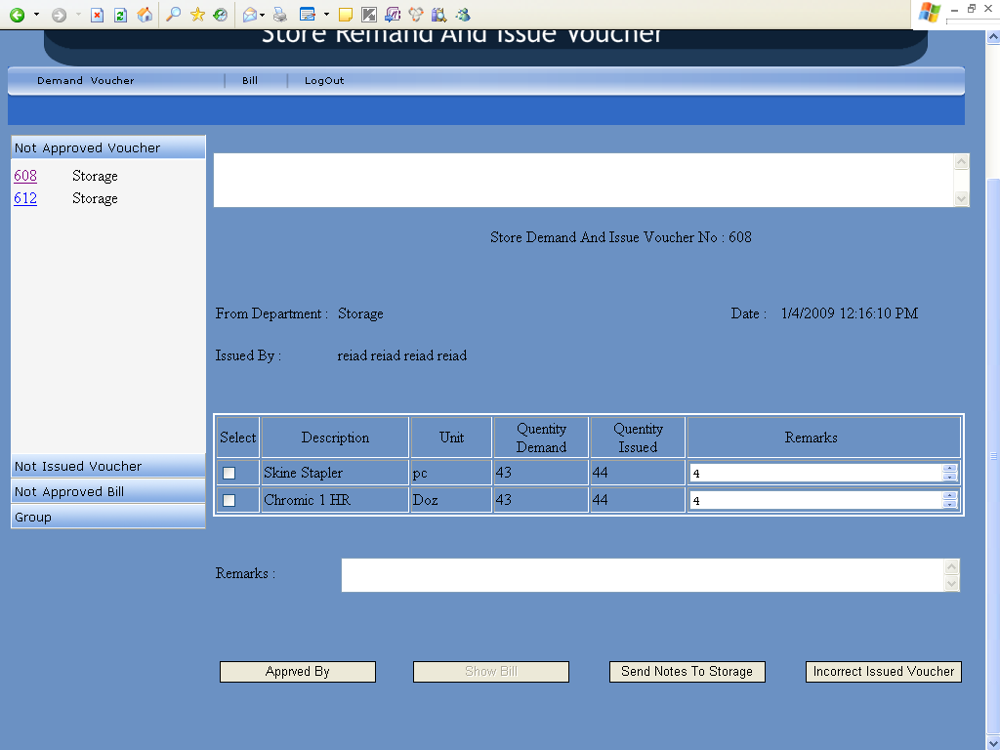 Store Remand And Issue Voucher
Demand Voucher | Bill | LogOut
Not Approved Voucher
608 Storage
612 Storage
Not Issued Voucher
Not Approved Bill
Group
Store Demand And Issue Voucher No : 608
From Department : Storage Date : 1/4/2009 12:16:10 PM
Issued By : reiad reiad reiad reiad
Select Description Unit Quentity Demand Quentity Issued Remarks
Skine Stapler pc 43 44 4
Chromic 1 HR Doz 43 44 4
Remarks :
Apprved By Show Bill Send Notes To Storage Incorrect Issued Voucher